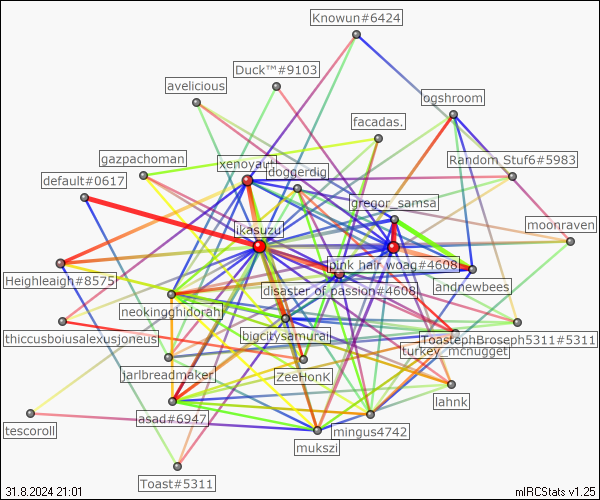 Knowun#6424
Duck™#9103
avelicious
ogshroom
facadas.
gazpachoman
xenoyari
doggerdig
Random Stuf6#5983
default#0617
gregor_samsa
ikasuzu
moonraven
pink hair woag#4608
Heighleaigh#8575
disaster of passion#4608
andnewbees
neokinghidorah
thiccusboiusalexusjoneus
bigcitysamurai
ToastephBroseph5311#5311
turkey_mcnugget
jarlbreadmaker
ZeeHonK
lahnk
asad#6947
tescoroll
mingus4742
mukszi
Toast#5311
31.8.2024 21:01
mIRCStats v1.25